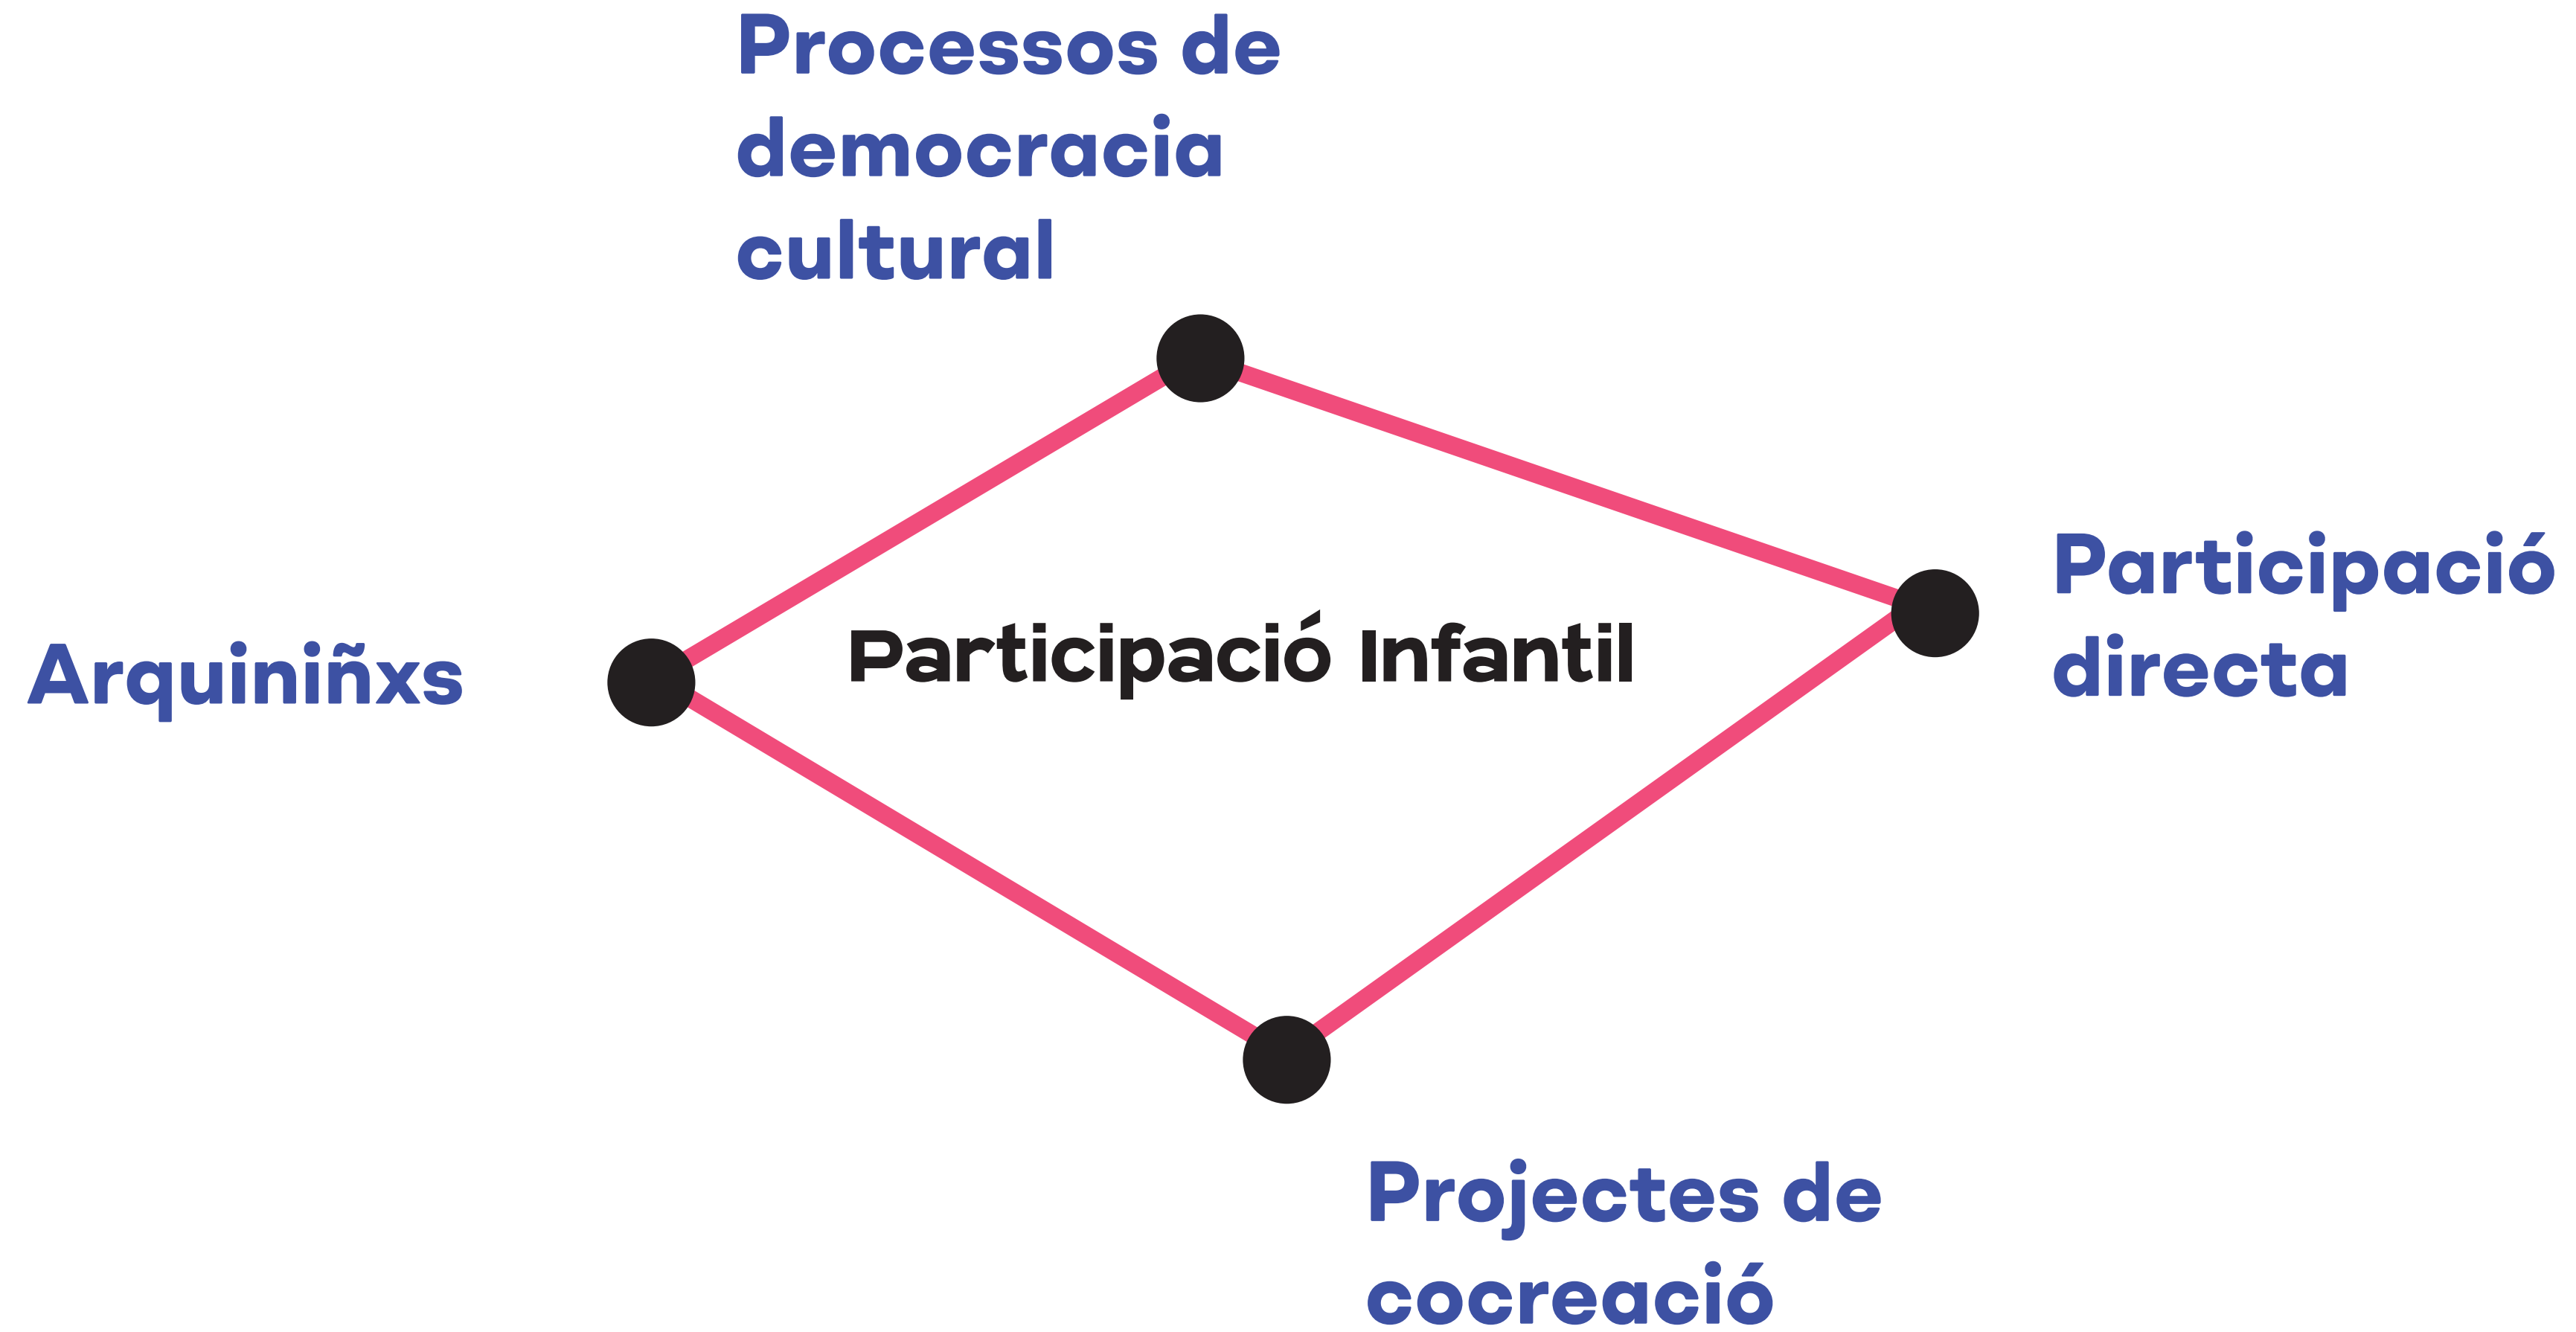 Processos de
democracia
cultural
Participació
directa
Participació Infantil
Arquiniñxs
Projectes de
cocreació